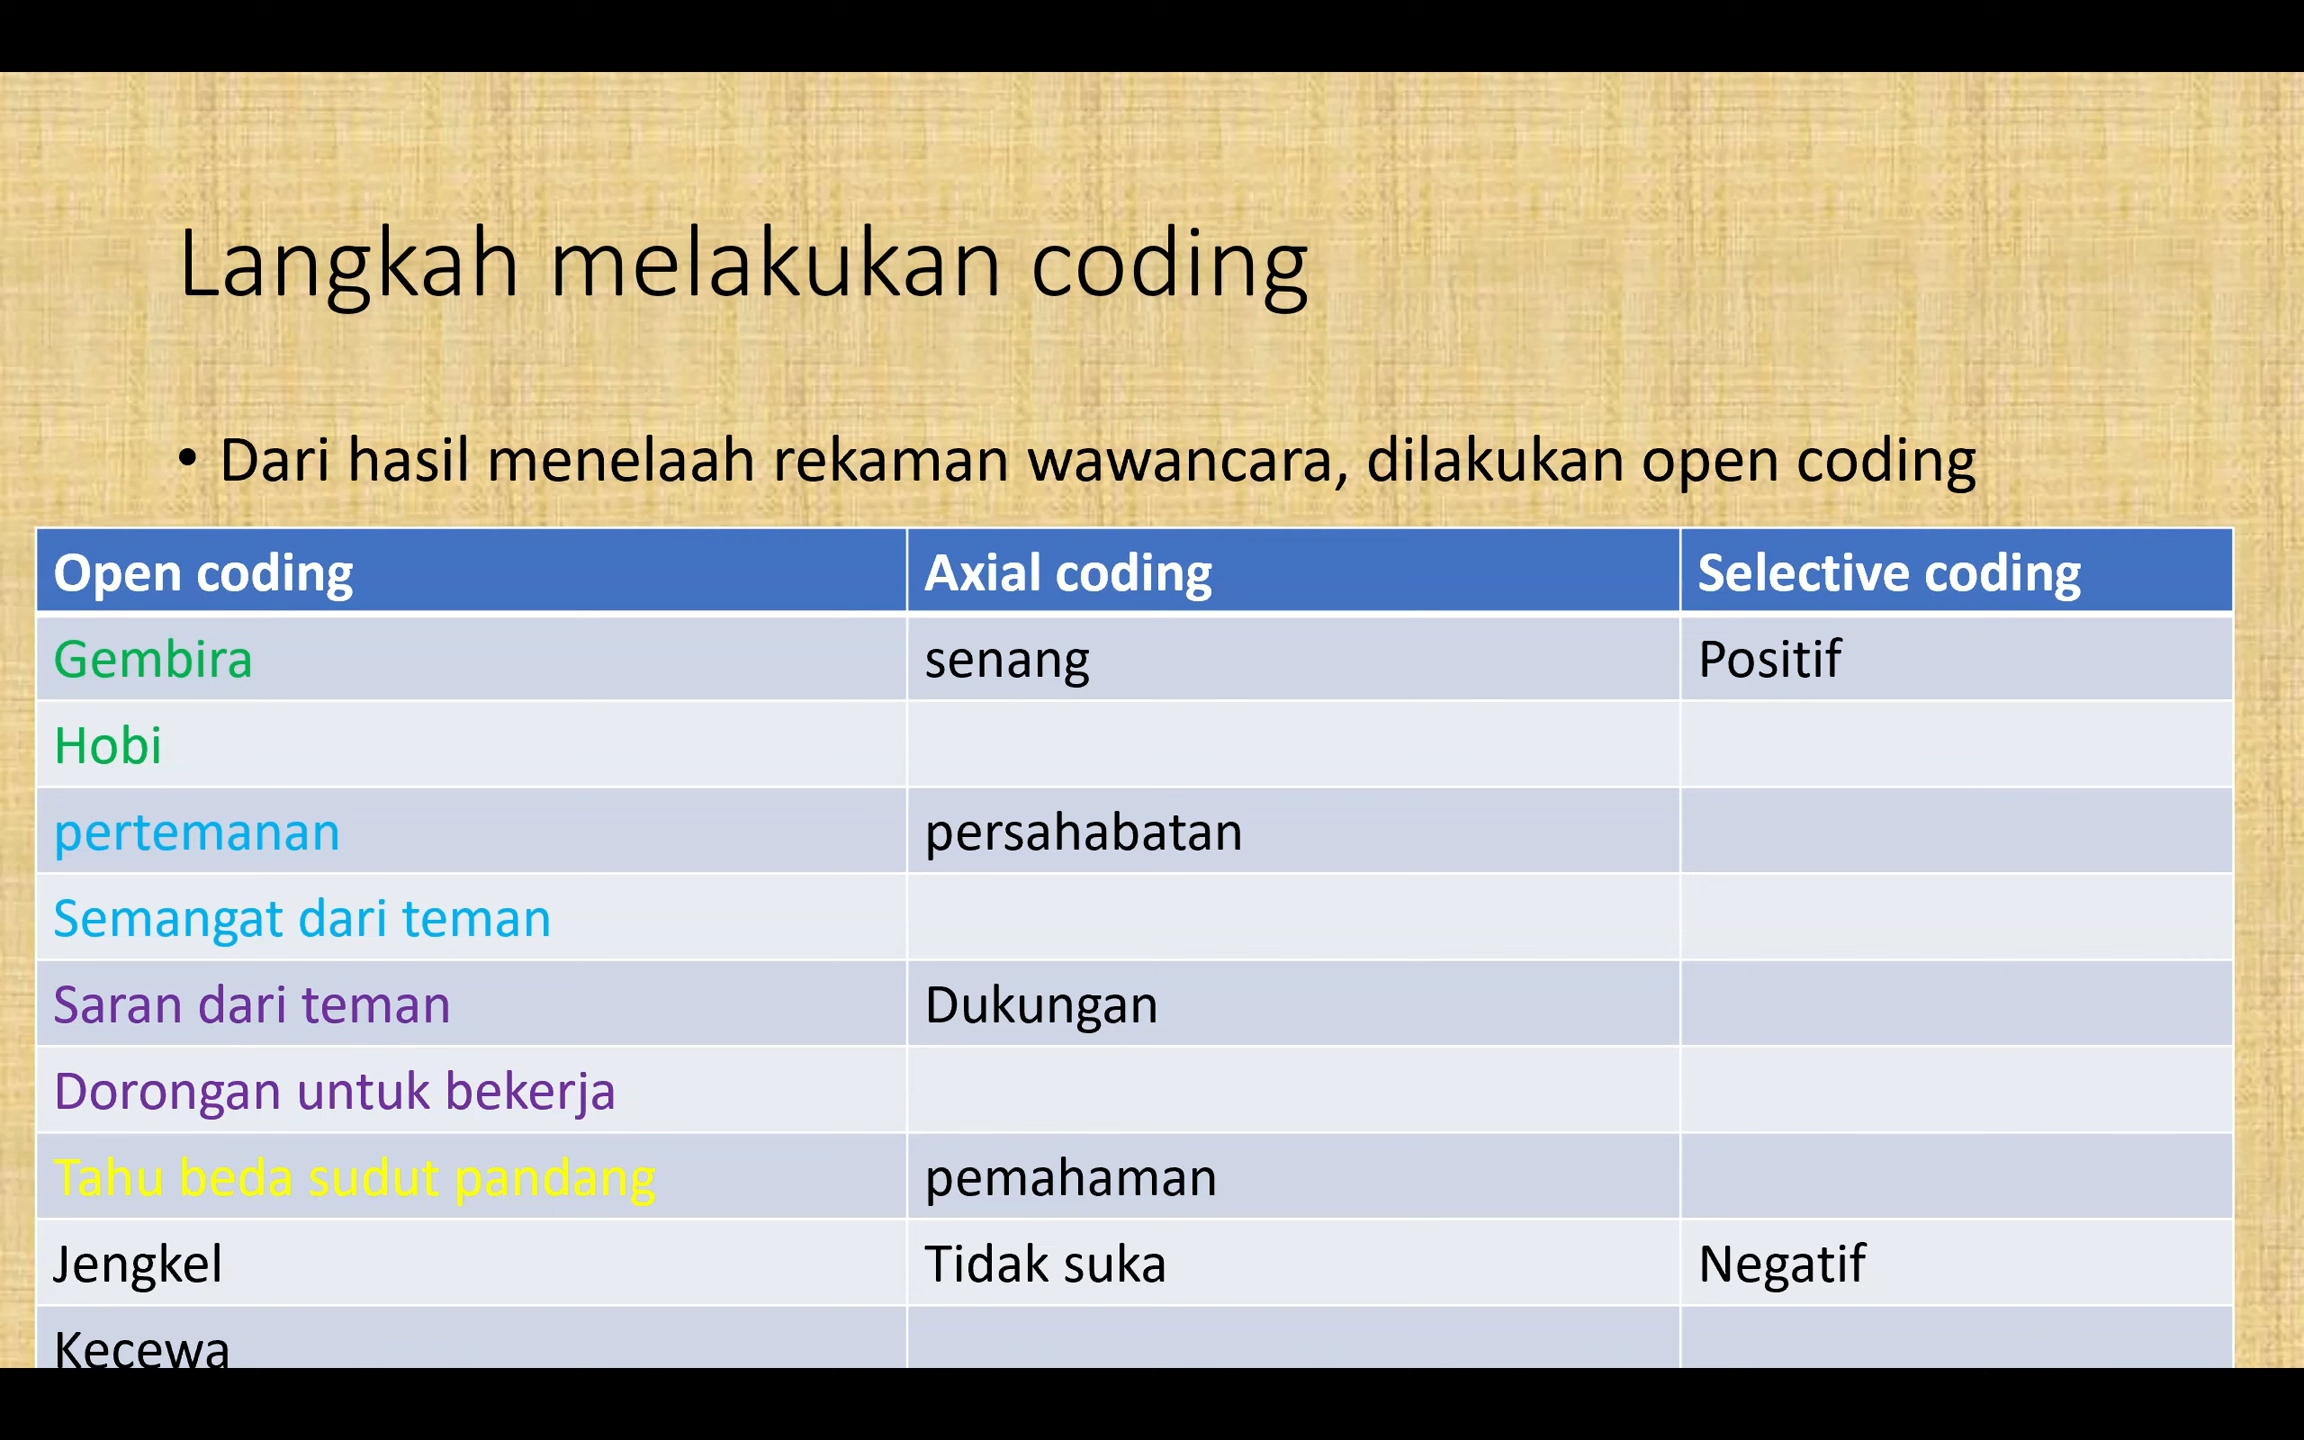 Langkah melakukan coding
• Dari hasil menelaah rekaman wawancara, dilakukan open coding
Open coding Axial coding Selective coding
Gembira senang Positif
Hobi
pertemanan persahabatan
Semangat dari teman
Saran dari teman Dukungan
Dorongan untuk bekerja
Tahu beda sudut pandang pemahaman
Jengkel Tidak suka Negatif
Kecewa